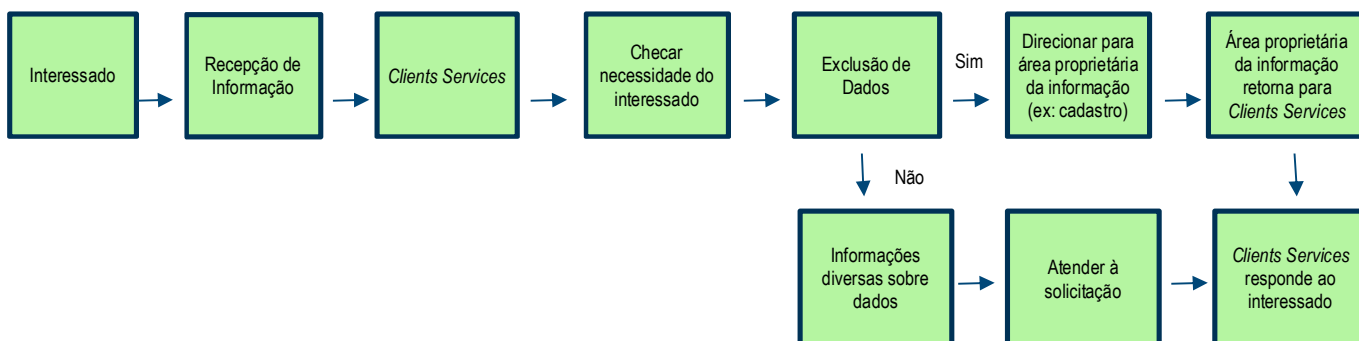 Interessado
Recepção de
Informação
Clients Services
Checar
necessidade do
interessado
Exclusão de
Dados
Sim
Direcionar para
área proprietária
da informação
(ex: cadastro)
Área proprietária
da informação
retorna para
Clients Services
Não
Informações
diversas sobre
dados
Atender à
solicitação
Clients Services
responde ao
interessado